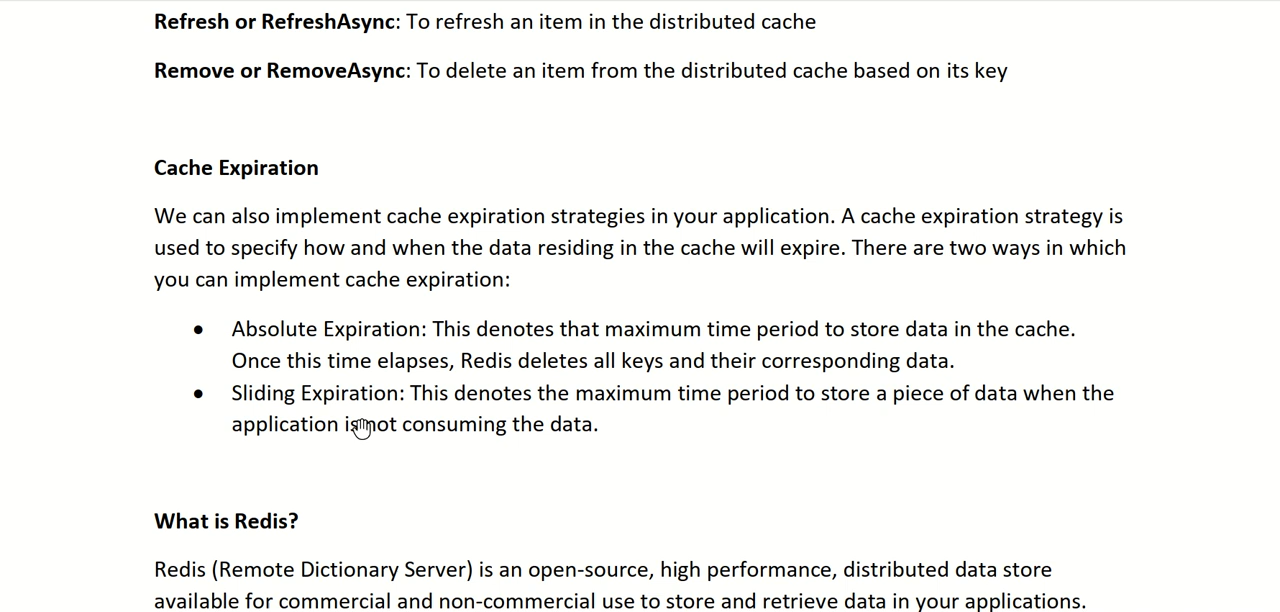 Refresh or RefreshAsync: To refresh an item in the distributed cache
Remove or RemoveAsync: To delete an item from the distributed cache based on its key
Cache Expiration
We can also implement cache expiration strategies in your application. A cache expiration strategy is
used to specify how and when the data residing in the cache will expire. There are two ways in which
you can implement cache expiration:
• Absolute Expiration: This denotes that maximum time period to store data in the cache.
Once this time elapses, Redis deletes all keys and their corresponding data.
• Sliding Expiration: This denotes the maximum time period to store a piece of data when the
application is not consuming the data.
What is Redis?
Redis (Remote Dictionary Server) is an open-source, high performance, distributed data store
available for commercial and non-commercial use to store and retrieve data in your applications.